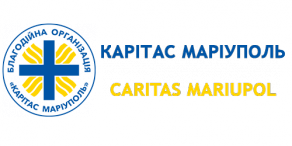 БЛАГОДІЙНА ОРГАНІЗАЦІЯ
«КАРІТАС МАРІУПОЛЬ»
КАРІТАС МАРІУПОЛЬ
CARITAS MARIUPOL